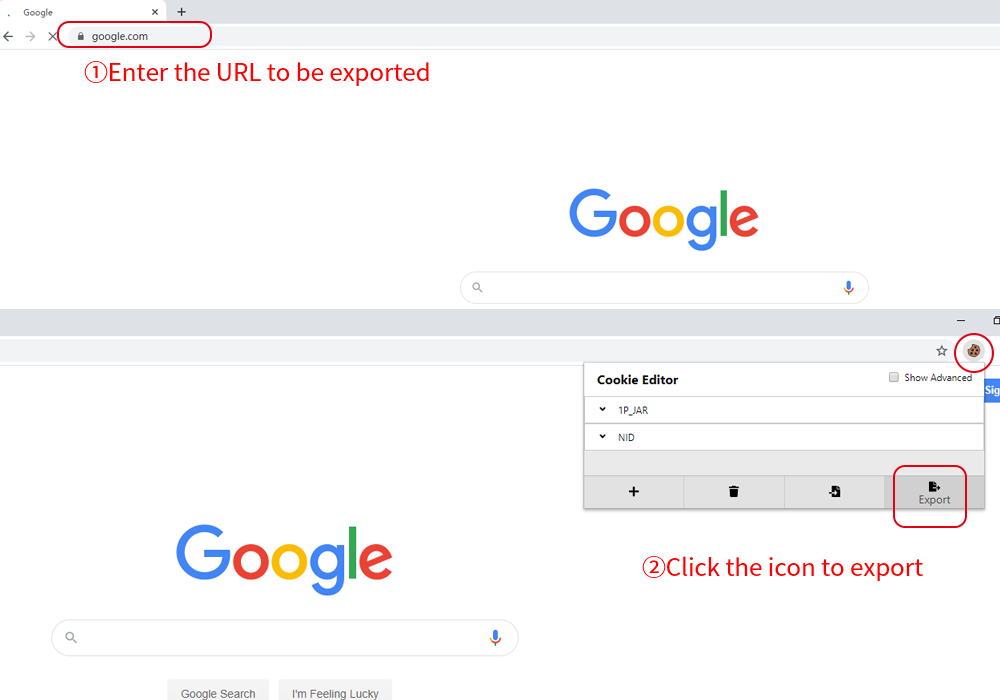 Google
google.com
①Enter the URL to be exported
Google
Cookie Editor
Show Advanced
Sig
1P_JAR
NID
Export
②Click the icon to export
Google
Google Search
I'm Feeling Lucky